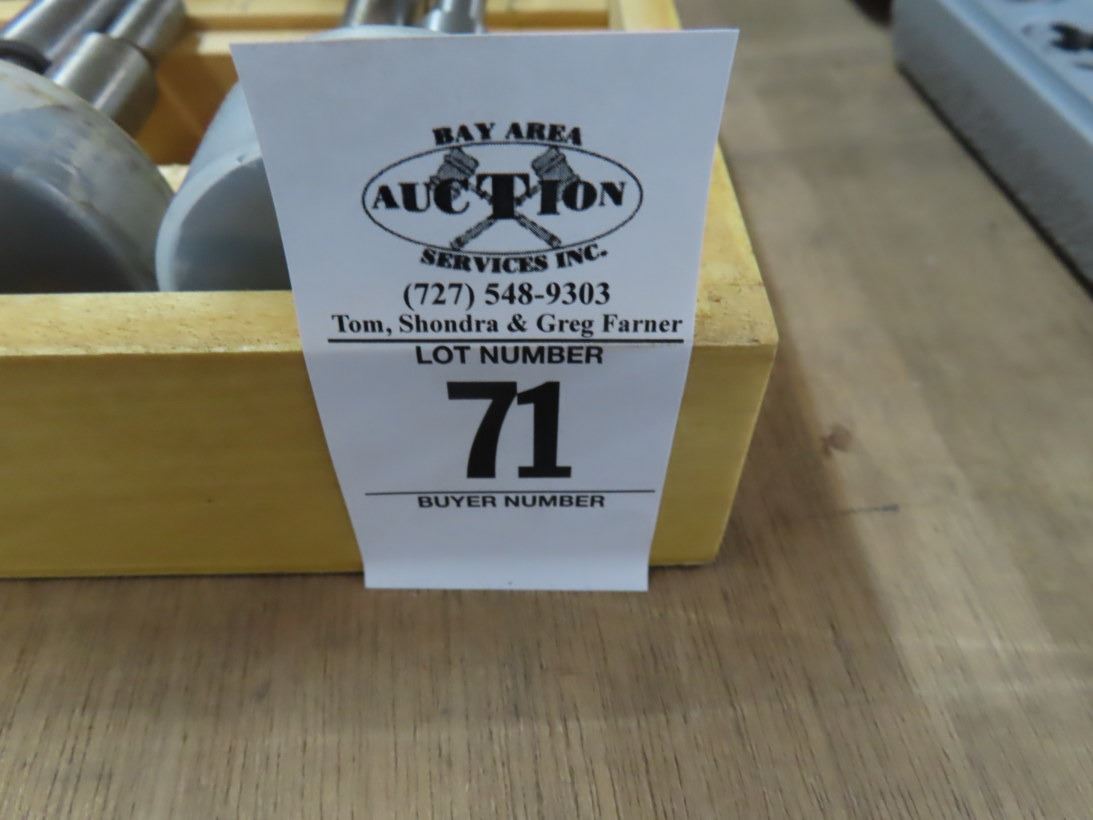 BAY AREA
AUCTION
SERVICES INC.
(727) 548-9303
Tom, Shondra & Greg Farner
LOT NUMBER
71
BUYER NUMBER